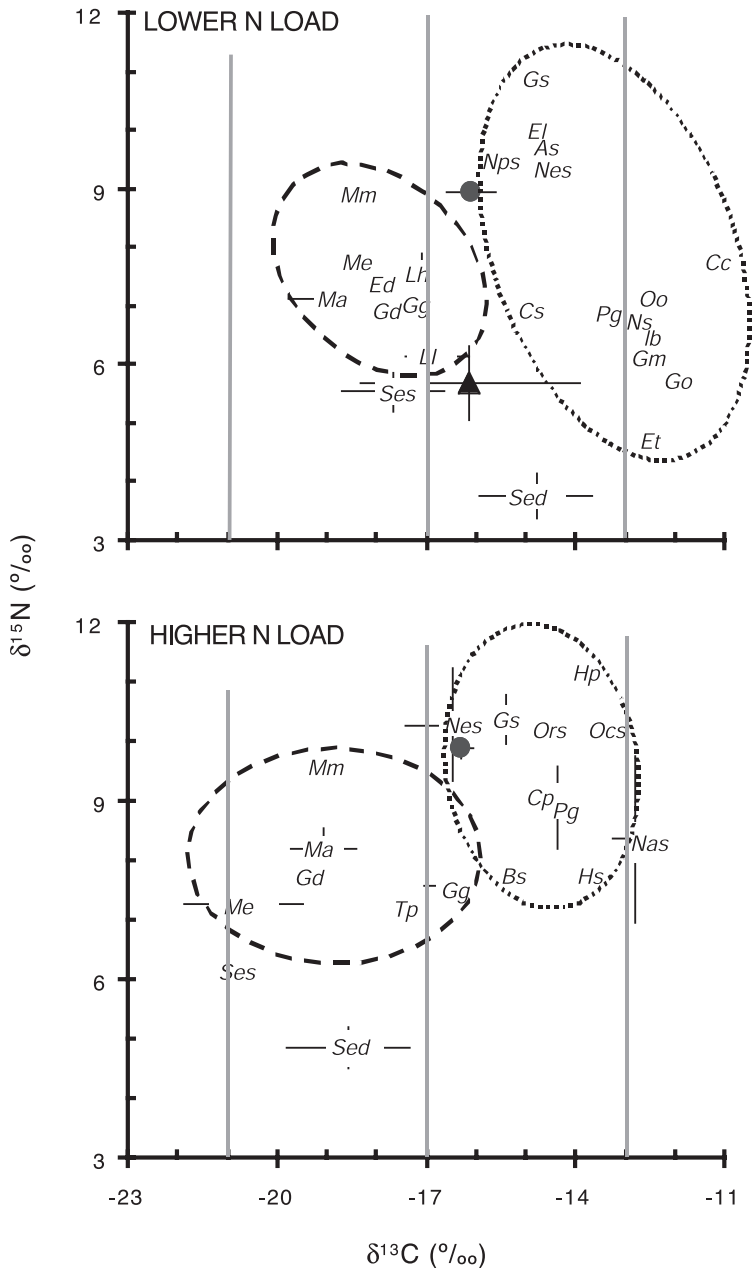 12
LOWER N LOAD
Gs
El
As
Nps
Nes
9
Mm
Me
Lh
Cc
Ed
Ma
Gd
Gg
Cs
Pg
Oo
Ns
Ib
Ll
Gm
6
Ses
Go
Et
Sed
3
δ15N (°/oo)
12
HIGHER N LOAD
Hp
Nes
Gs
Ors
Ocs
Mm
9
Cp
Pg
Ma
Nas
Gd
Bs
Hs
Me
Tp
Gg
6
Ses
Sed
3
-23
-20
-17
-14
-11
δ13C (°/oo)